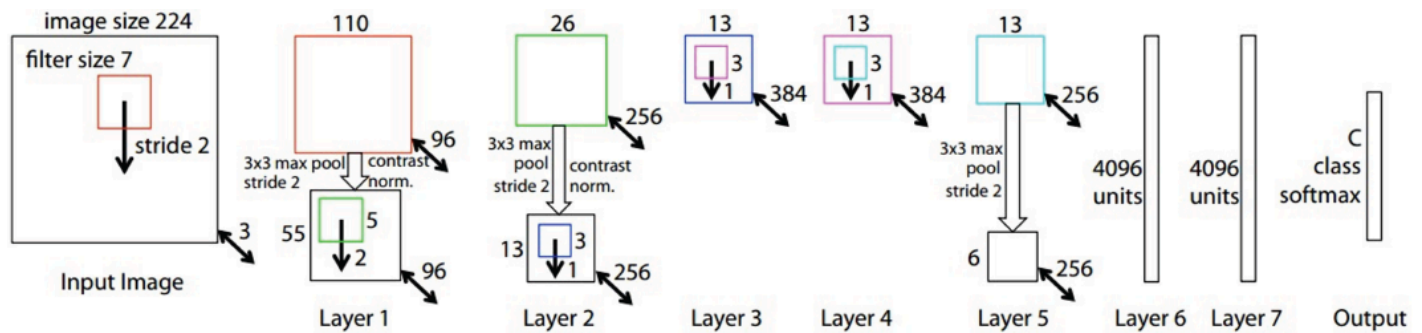 image size 224
filter size 7
stride 2
3
Input Image
110
96
3x3 max pool
stride 2
contrast
norm.
55
5
2
96
Layer 1
26
256
3x3 max
pool
stride 2
contrast
norm.
13
3
1
256
Layer 2
13
3
1
384
Layer 3
13
3
1
384
Layer 4
13
256
3x3 max
pool
stride 2
6
256
Layer 5
4096
units
Layer 6
4096
units
Layer 7
C
class
softmax
Output